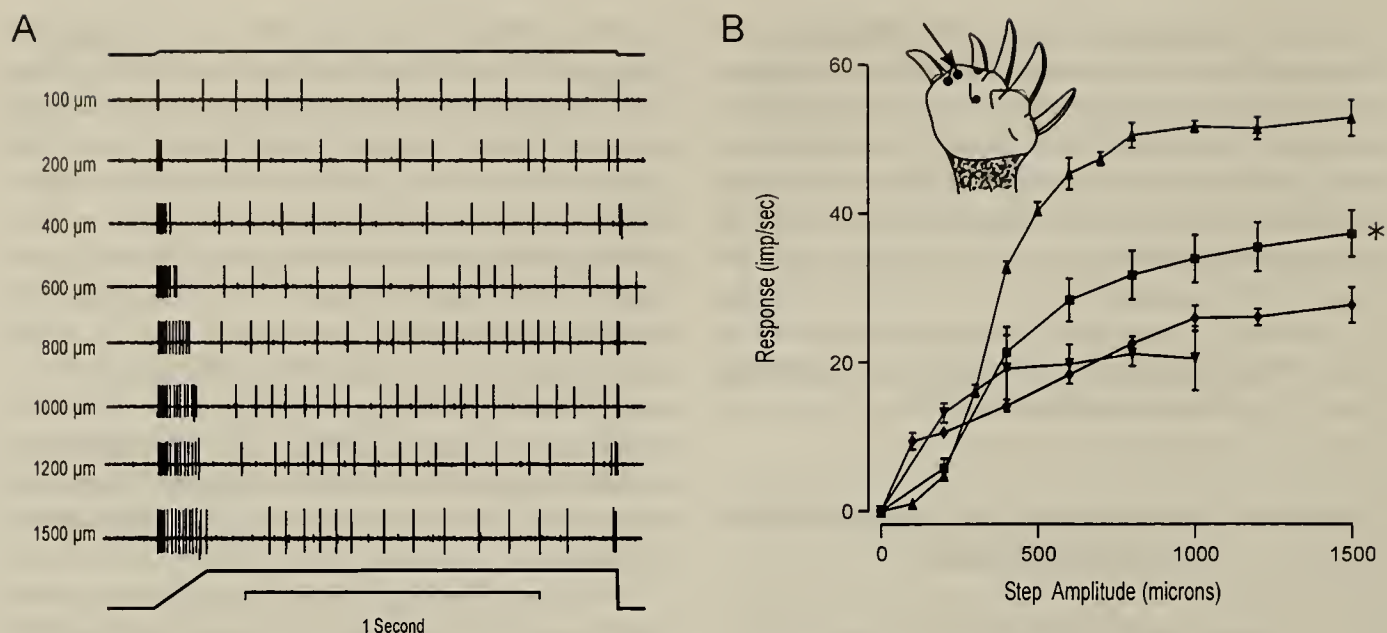 A
100 µm
200 µm
400 µm
600 µm
800 µm
1000 µm
1200 µm
1500 µm
1 Second
B
60
40
20
0
Response (imp/sec)
*
0 500 1000 1500
Step Amplitude (microns)